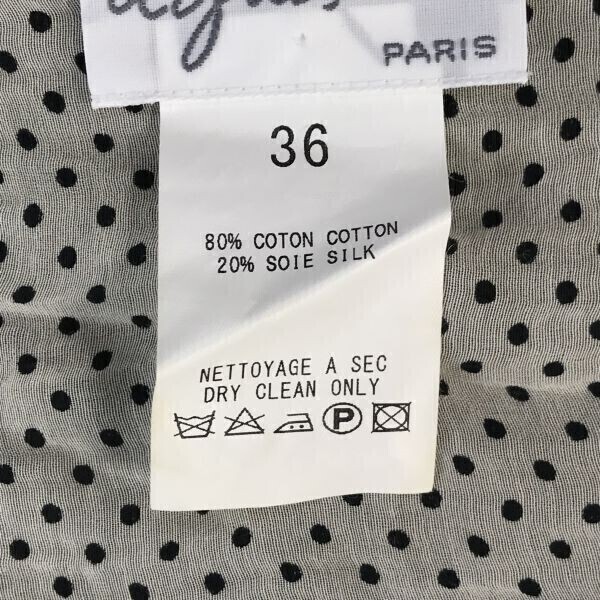 PARIS
36
80% COTON COTTON
20% SOIE SILK
NETTOYAGE A SEC
DRY CLEAN ONLY
P